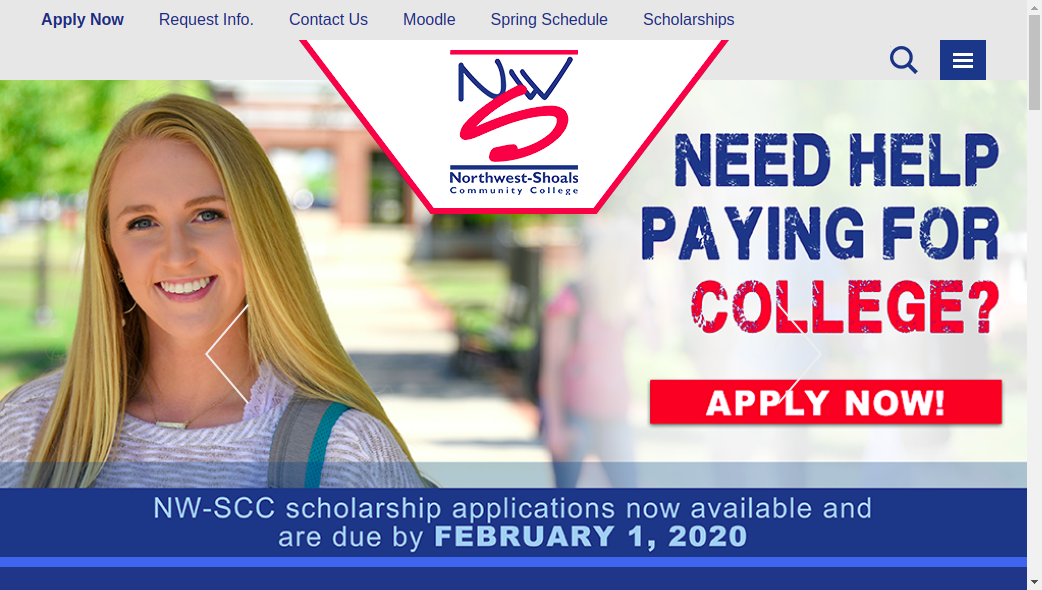 Apply Now Request Info. Contact Us Moodle Spring Schedule Scholarships
NWS
Northwest-Shoals
Community College
NEED HELP
PAYING FOR
COLLEGE?
APPLY NOW!
NW-SCC scholarship applications now available and
are due by FEBRUARY 1, 2020